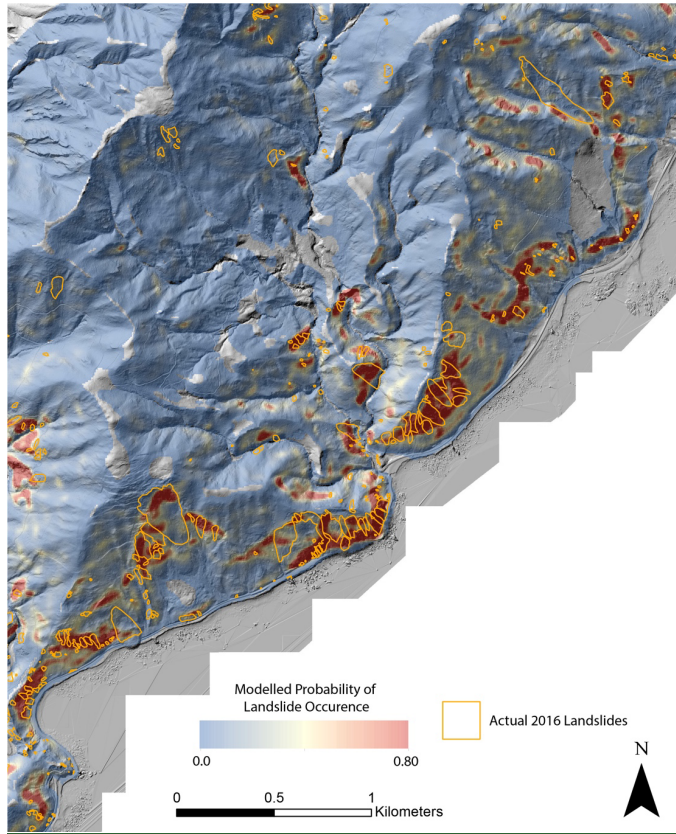 Modelled Probability of
Landslide Occurence
0.0
0.80
Actual 2016 Landslides
N
0
0.5
1
Kilometers